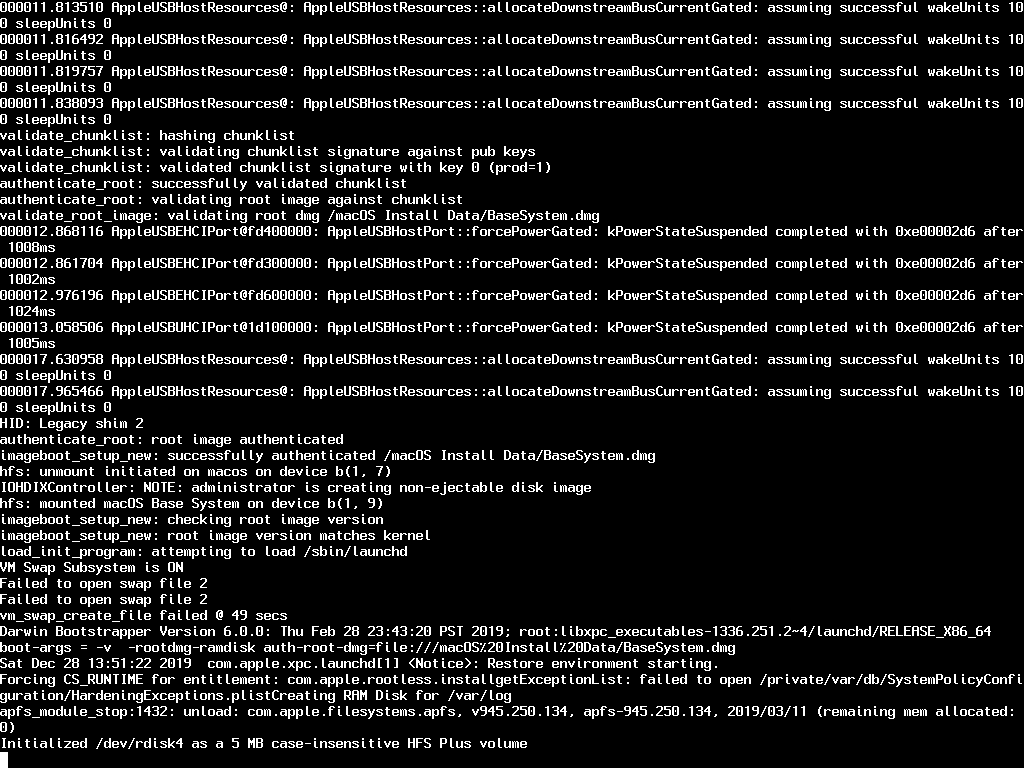 000011.813510 AppleUSBHostResources@: AppleUSBHostResources::allocateDownstreamBusCurrentGated: assuming successful wakeUnits 10
0 sleepUnits 0
000011.816492 AppleUSBHostResources@: AppleUSBHostResources::allocateDownstreamBusCurrentGated: assuming successful wakeUnits 10
0 sleepUnits 0
000011.819757 AppleUSBHostResources@: AppleUSBHostResources::allocateDownstreamBusCurrentGated: assuming successful wakeUnits 10
0 sleepUnits 0
000011.838093 AppleUSBHostResources@: AppleUSBHostResources::allocateDownstreamBusCurrentGated: assuming successful wakeUnits 10
0 sleepUnits 0
validate_chunklist: hashing chunklist
validate_chunklist: validating chunklist signature against pub keys
validate_chunklist: validated chunklist signature with key 0 (prod=1)
authenticate_root: successfully validated chunklist
authenticate_root: validating root image against chunklist
validate_root_image: validating root dmg /macOS Install Data/BaseSystem.dmg
000012.868116 AppleUSBEHCIPort@fd400000: AppleUSBHostPort::forcePowerGated: kPowerStateSuspended completed with 0xe00002d6 after
 1008ms
000012.861704 AppleUSBEHCIPort@fd300000: AppleUSBHostPort::forcePowerGated: kPowerStateSuspended completed with 0xe00002d6 after
 1002ms
000012.976196 AppleUSBEHCIPort@fd600000: AppleUSBHostPort::forcePowerGated: kPowerStateSuspended completed with 0xe00002d6 after
 1024ms
000013.058506 AppleUSBUHCIPort@1d100000: AppleUSBHostPort::forcePowerGated: kPowerStateSuspended completed with 0xe00002d6 after
 1005ms
000017.630958 AppleUSBHostResources@: AppleUSBHostResources::allocateDownstreamBusCurrentGated: assuming successful wakeUnits 10
0 sleepUnits 0
000017.965466 AppleUSBHostResources@: AppleUSBHostResources::allocateDownstreamBusCurrentGated: assuming successful wakeUnits 10
0 sleepUnits 0
HID: Legacy shim 2
authenticate_root: root image authenticated
imageboot_setup_new: successfully authenticated /macOS Install Data/BaseSystem.dmg
hfs: unmount initiated on macos on device b(1, 7)
IOHDIXController: NOTE: administrator is creating non-ejectable disk image
hfs: mounted macOS Base System on device b(1, 9)
imageboot_setup_new: checking root image version
imageboot_setup_new: root image version matches kernel
load_init_program: attempting to load /sbin/launchd
VM Swap Subsystem is ON
Failed to open swap file 2
Failed to open swap file 2
vm_swap_create_file failed @ 49 secs
Darwin Bootstrapper Version 6.0.0: Thu Feb 28 23:43:20 PST 2019; root:libxpc_executables-1336.251.2~4/launchd/RELEASE_X86_64
boot-args = -v  -rootdmg-ramdisk auth-root-dmg=file:///macOS%20Install%20Data/BaseSystem.dmg
Sat Dec 28 13:51:22 2019  com.apple.xpc.launchd[1] <Notice>: Restore environment starting.
Forcing CS_RUNTIME for entitlement: com.apple.rootless.installgetExceptionList: failed to open /private/var/db/SystemPolicyConfi
guration/HardeningExceptions.plistCreating RAM Disk for /var/log
apfs_module_stop:1432: unload: com.apple.filesystems.apfs, v945.250.134, apfs-945.250.134, 2019/03/11 (remaining mem allocated:
0)
Initialized /dev/rdisk4 as a 5 MB case-insensitive HFS Plus volume